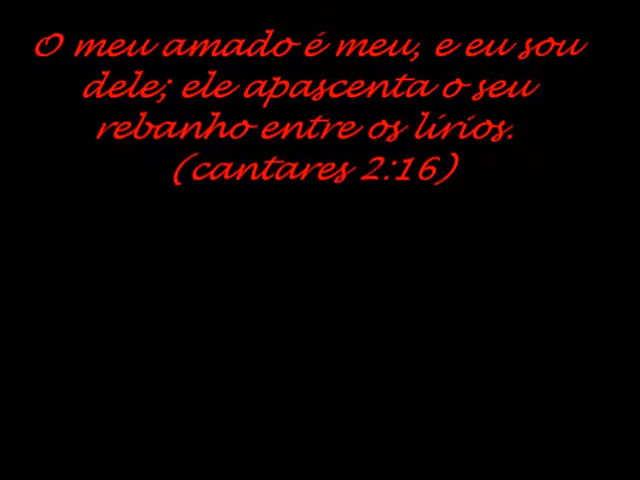 O meu amado é meu, e eu sou
dele; ele apascenta o seu
rebanho entre os lírios.
(cantares 2:16)